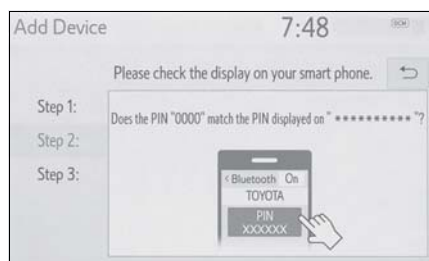 Add Device 7:48 DCM
Please check the display on your smart phone.
Step 1:
Does the PIN "0000" match the PIN displayed on " ********** "?
Step 2:
Step 3:
< Bluetooth On
TOYOTA
PIN
XXXXXX